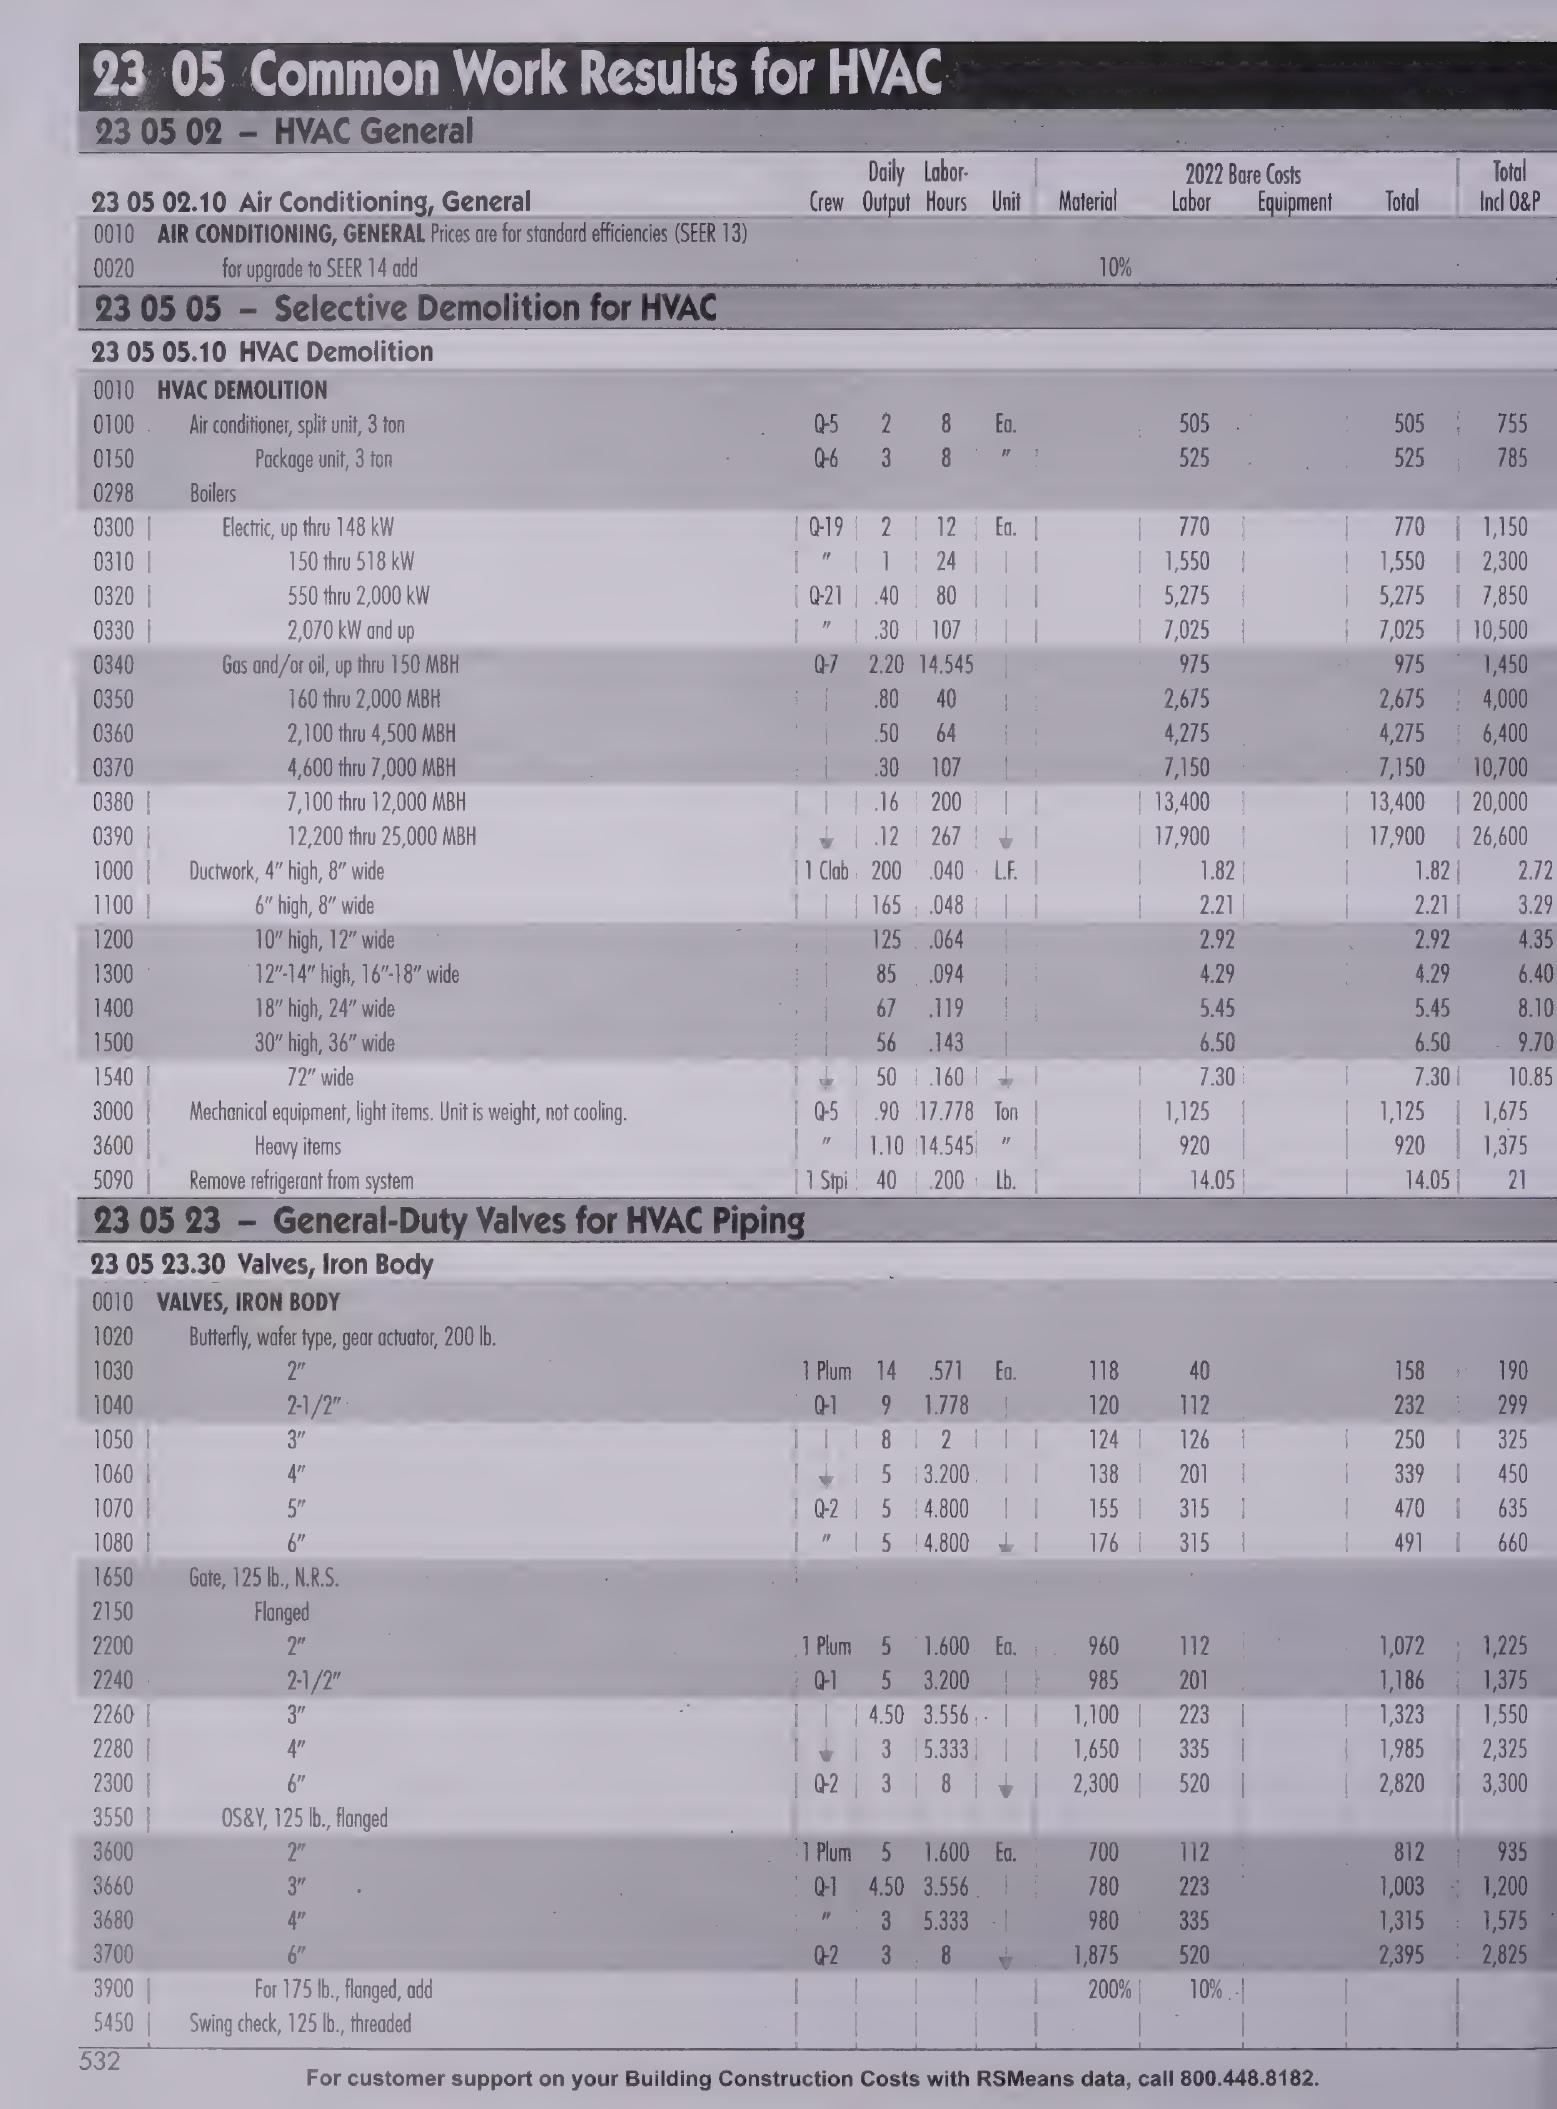 23 05 Common Work Results for HVAC
23 05 02 – HVAC General
Daily Labor- 2022 Bare Costs Total
23 05 02.10 Air Conditioning, General Crew Output Hours Unit Material Labor Equipment Total Incl O&P
0010 AIR CONDITIONING, GENERAL Prices are for standard efficiencies (SEER 13)
0020 for upgrade to SEER 14 add 10%
23 05 05 – Selective Demolition for HVAC
23 05 05.10 HVAC Demolition
0010 HVAC DEMOLITION
0100 Air conditioner, split unit, 3 ton Q-5 2 8 Ea. 505 505 755
0150 Package unit, 3 ton Q-6 3 8 " 525 525 785
0298 Boilers
0300 Electric, up thru 148 kW Q-19 2 12 Ea. 770 770 1,150
0310 150 thru 518 kW " 1 24 1,550 1,550 2,300
0320 550 thru 2,000 kW Q-21 .40 80 5,275 5,275 7,850
0330 2,070 kW and up " .30 107 7,025 7,025 10,500
0340 Gas and/or oil, up thru 150 MBH Q-7 2.20 14.545 975 975 1,450
0350 160 thru 2,000 MBH .80 40 2,675 2,675 4,000
0360 2,100 thru 4,500 MBH .50 64 4,275 4,275 6,400
0370 4,600 thru 7,000 MBH .30 107 7,150 7,150 10,700
0380 7,100 thru 12,000 MBH .16 200 13,400 13,400 20,000
0390 12,200 thru 25,000 MBH .12 267 17,900 17,900 26,600
1000 Ductwork, 4" high, 8" wide 1 Clab 200 .040 L.F. 1.82 1.82 2.72
1100 6" high, 8" wide 165 .048 2.21 2.21 3.29
1200 10" high, 12" wide 125 .064 2.92 2.92 4.35
1300 12"-14" high, 16"-18" wide 85 .094 4.29 4.29 6.40
1400 18" high, 24" wide 67 .119 5.45 5.45 8.10
1500 30" high, 36" wide 56 .143 6.50 6.50 9.70
1540 72" wide 50 .160 7.30 7.30 10.85
3000 Mechanical equipment, light items. Unit is weight, not cooling. Q-5 .90 17.778 Ton 1,125 1,125 1,675
3600 Heavy items " 1.10 14.545 " 920 920 1,375
5090 Remove refrigerant from system 1 Stpi 40 .200 Lb. 14.05 14.05 21
23 05 23 – General-Duty Valves for HVAC Piping
23 05 23.30 Valves, Iron Body
0010 VALVES, IRON BODY
1020 Butterfly, wafer type, gear actuator, 200 lb.
1030 2" 1 Plum 14 .571 Ea. 118 40 158 190
1040 2-1/2" Q-1 9 1.778 120 112 232 299
1050 3" 8 2 124 126 250 325
1060 4" 5 3.200 138 201 339 450
1070 5" Q-2 5 4.800 155 315 470 635
1080 6" " 5 4.800 176 315 491 660
1650 Gate, 125 lb., N.R.S.
2150 Flanged
2200 2" 1 Plum 5 1.600 Ea. 960 112 1,072 1,225
2240 2-1/2" Q-1 5 3.200 985 201 1,186 1,375
2260 3" 4.50 3.556 1,100 223 1,323 1,550
2280 4" 3 5.333 1,650 335 1,985 2,325
2300 6" Q-2 3 8 2,300 520 2,820 3,300
3550 OS&Y, 125 lb., flanged
3600 2" 1 Plum 5 1.600 Ea. 700 112 812 935
3660 3" Q-1 4.50 3.556 780 223 1,003 1,200
3680 4" " 3 5.333 980 335 1,315 1,575
3700 6" Q-2 3 8 1,875 520 2,395 2,825
3900 For 175 lb., flanged, add 200% 10%
5450 Swing check, 125 lb., threaded
532
For customer support on your Building Construction Costs with RSMeans data, call 800.448.8182.